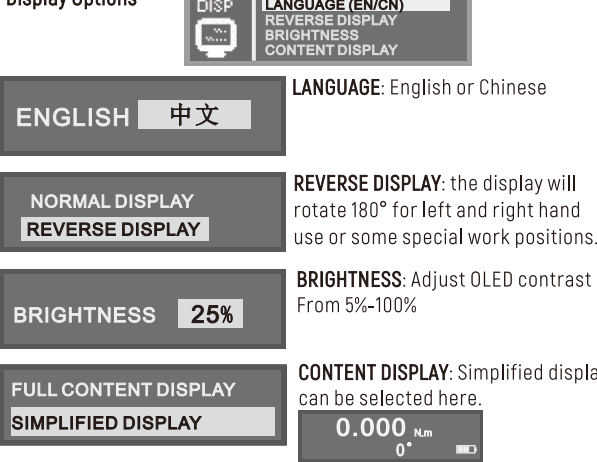 Display Options
DISP
LANGUAGE (EN/CN)
REVERSE DISPLAY
BRIGHTNESS
CONTENT DISPLAY
ENGLISH 中文
LANGUAGE: English or Chinese
NORMAL DISPLAY
REVERSE DISPLAY
REVERSE DISPLAY: the display will
rotate 180° for left and right hand
use or some special work positions.
BRIGHTNESS 25%
BRIGHTNESS: Adjust OLED contrast
From 5%-100%
FULL CONTENT DISPLAY
SIMPLIFIED DISPLAY
CONTENT DISPLAY: Simplified displa
can be selected here.
0.000 N.m
0°